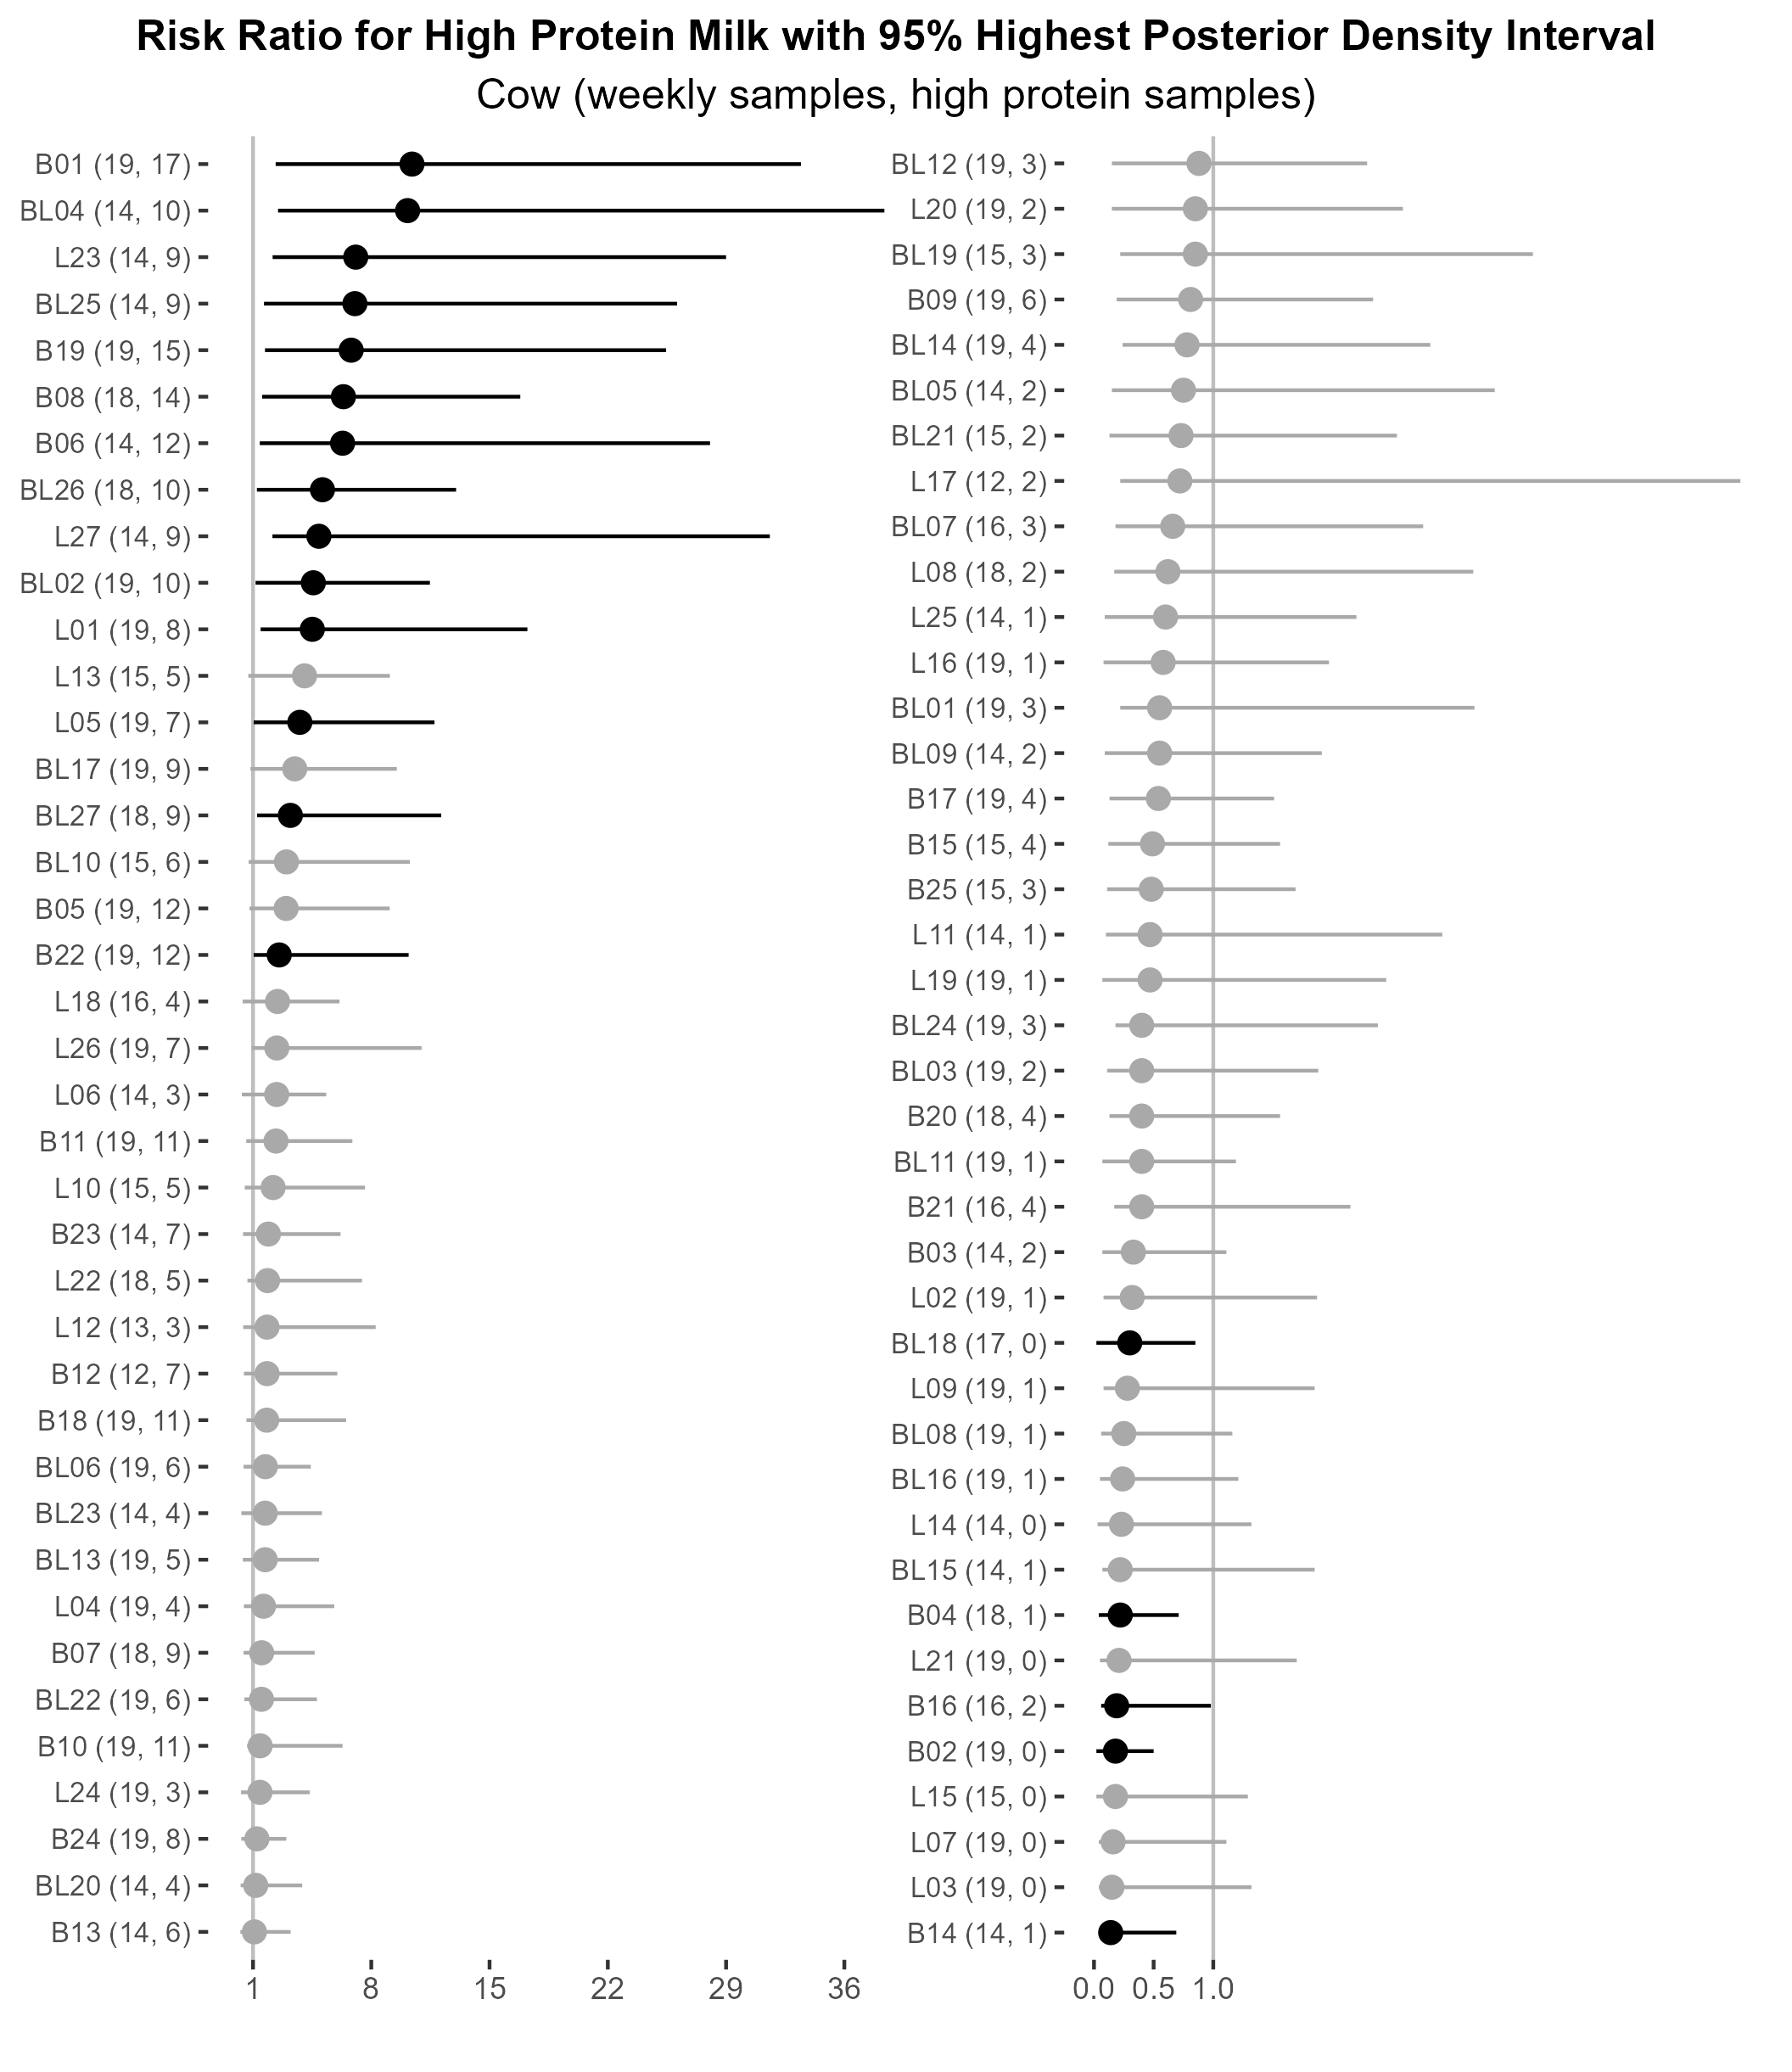 Risk Ratio for High Protein Milk with 95% Highest Posterior Density Interval
Cow (weekly samples, high protein samples)
B01 (19, 17)
BL04 (14, 10)
L23 (14, 9)
BL25 (14, 9)
B19 (19, 15)
B08 (18, 14)
B06 (14, 12)
BL26 (18, 10)
L27 (14, 9)
BL02 (19, 10)
L01 (19, 8)
L13 (15, 5)
L05 (19, 7)
BL17 (19, 9)
BL27 (18, 9)
BL10 (15, 6)
B05 (19, 12)
B22 (19, 12)
L18 (16, 4)
L26 (19, 7)
L06 (14, 3)
B11 (19, 11)
L10 (15, 5)
B23 (14, 7)
L22 (18, 5)
L12 (13, 3)
B12 (12, 7)
B18 (19, 11)
BL06 (19, 6)
BL23 (14, 4)
BL13 (19, 5)
L04 (19, 4)
B07 (18, 9)
BL22 (19, 6)
B10 (19, 11)
L24 (19, 3)
B24 (19, 8)
BL20 (14, 4)
B13 (14, 6)
1 8 15 22 29 36
BL12 (19, 3)
L20 (19, 2)
BL19 (15, 3)
B09 (19, 6)
BL14 (19, 4)
BL05 (14, 2)
BL21 (15, 2)
L17 (12, 2)
BL07 (16, 3)
L08 (18, 2)
L25 (14, 1)
L16 (19, 1)
BL01 (19, 3)
BL09 (14, 2)
B17 (19, 4)
B15 (15, 4)
B25 (15, 3)
L11 (14, 1)
L19 (19, 1)
BL24 (19, 3)
BL03 (19, 2)
B20 (18, 4)
BL11 (19, 1)
B21 (16, 4)
B03 (14, 2)
L02 (19, 1)
BL18 (17, 0)
L09 (19, 1)
BL08 (19, 1)
BL16 (19, 1)
L14 (14, 0)
BL15 (14, 1)
B04 (18, 1)
L21 (19, 0)
B16 (16, 2)
B02 (19, 0)
L15 (15, 0)
L07 (19, 0)
L03 (19, 0)
B14 (14, 1)
0.0 0.5 1.0